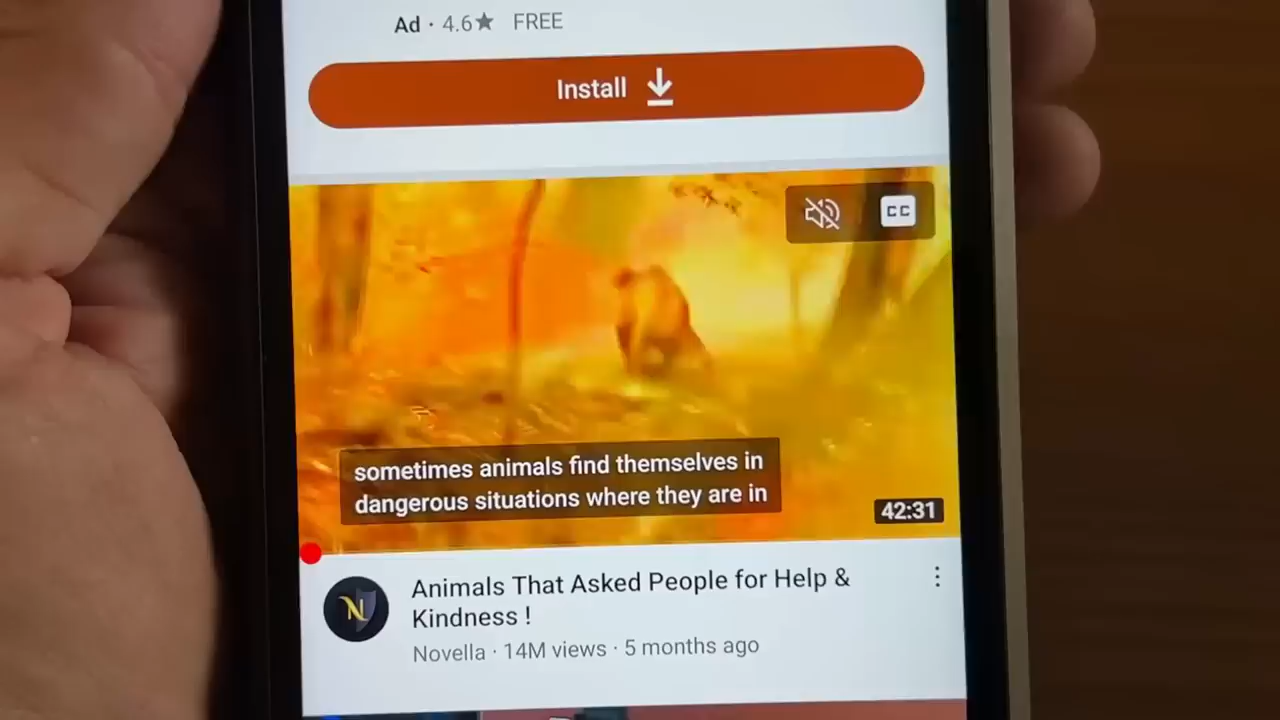 Ad · 4.6★ FREE
Install
CC
sometimes animals find themselves in
dangerous situations where they are in
42:31
N
Animals That Asked People for Help &
Kindness !
Novella · 14M views · 5 months ago